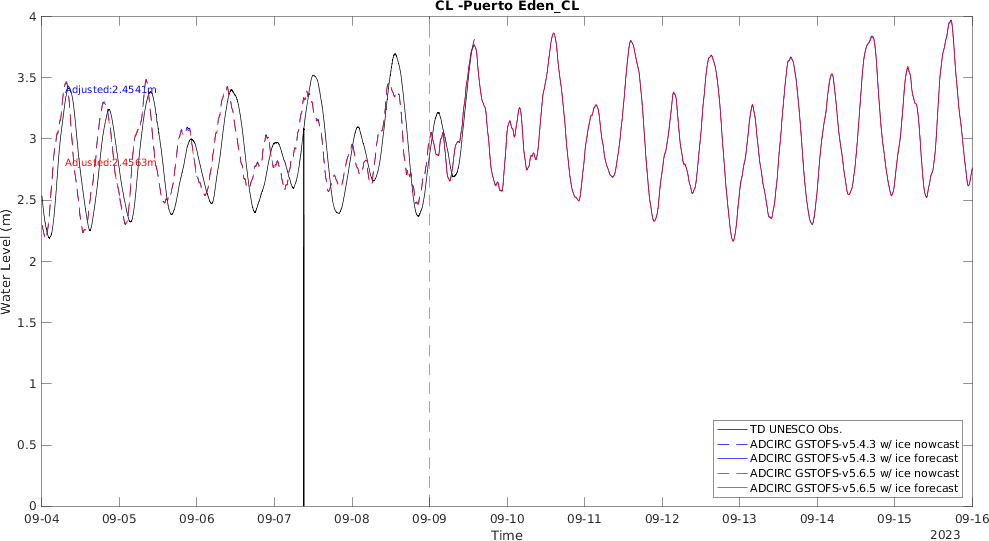 CL -Puerto Eden_CL
4
3.5
3
2.5
2
1.5
1
0.5
0
Water Level (m)
Adjusted:2.4541m
Adjusted:2.4563m
TD UNESCO Obs.
ADCIRC GSTOFS-v5.4.3 w/ ice nowcast
ADCIRC GSTOFS-v5.4.3 w/ ice forecast
ADCIRC GSTOFS-v5.6.5 w/ ice nowcast
ADCIRC GSTOFS-v5.6.5 w/ ice forecast
09-04 09-05 09-06 09-07 09-08 09-09 09-10 09-11 09-12 09-13 09-14 09-15 09-16
Time
2023